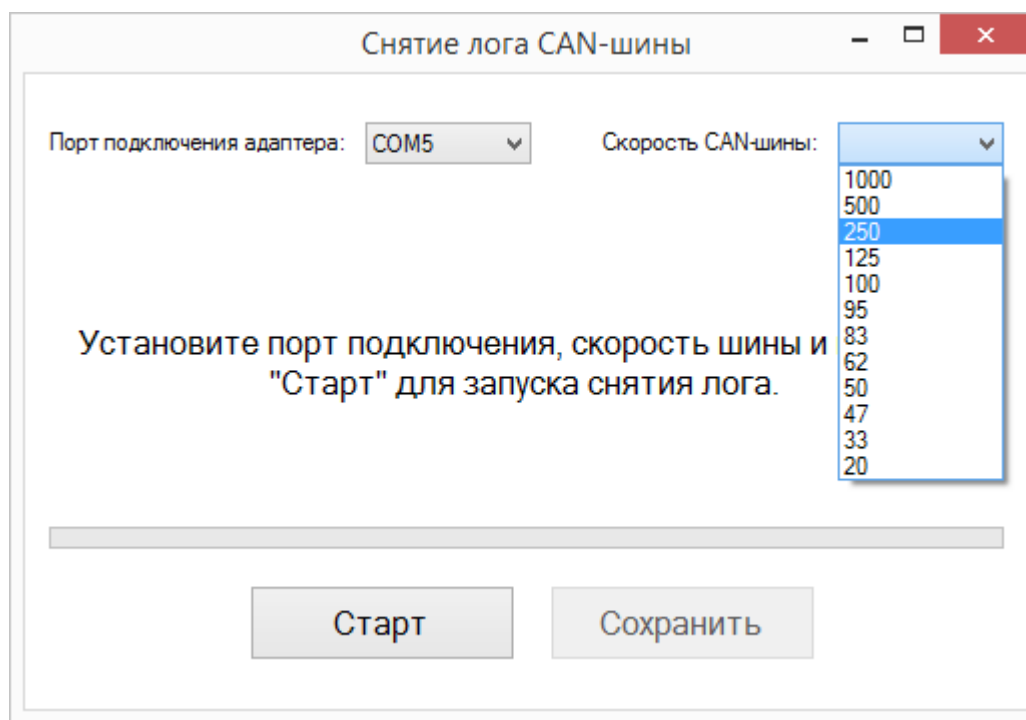 Снятие лога CAN-шины
Порт подключения адаптера: COM5 Скорость CAN-шины:
1000
500
250
125
100
95
83
62
50
47
33
20
Установите порт подключения, скорость шины и
"Старт" для запуска снятия лога.
Старт Сохранить